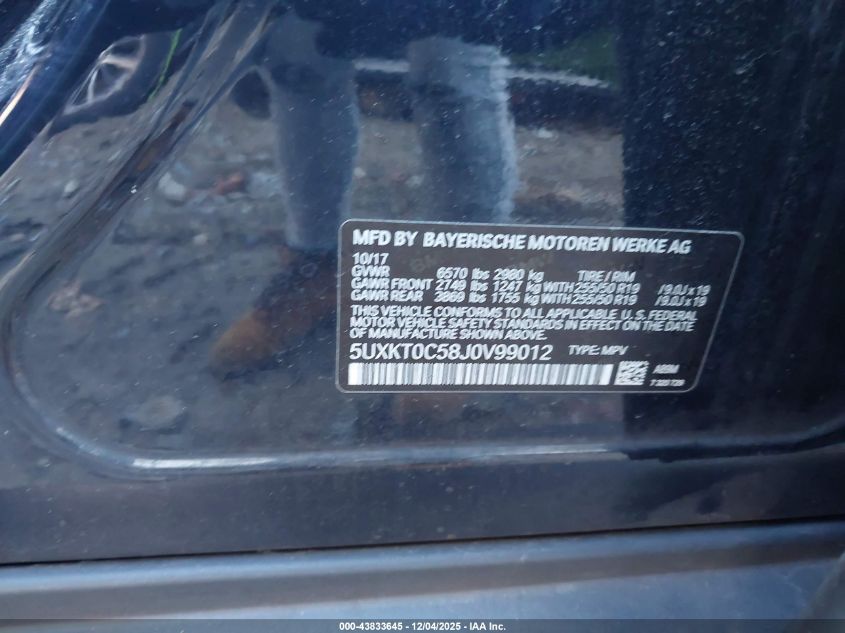 MFD BY BAYERISCHE MOTOREN WERKE AG
10/17
GVWR 6570 lbs 2980 kg TIRE / RIM
GAWR FRONT 2749 lbs 1247 kg WITH 255/50 R19 /9.0J x 19
GAWR REAR 3869 lbs 1755 kg WITH 255/50 R19 /9.0J x 19
THIS VEHICLE CONFORMS TO ALL APPLICABLE U.S. FEDERAL
MOTOR VEHICLE SAFETY STANDARDS IN EFFECT ON THE DATE
OF MANUFACTURE SHOWN ABOVE.
5UXKT0C58J0V99012 TYPE: MPV
000-43833645 - 12/04/2025 - IAA Inc.